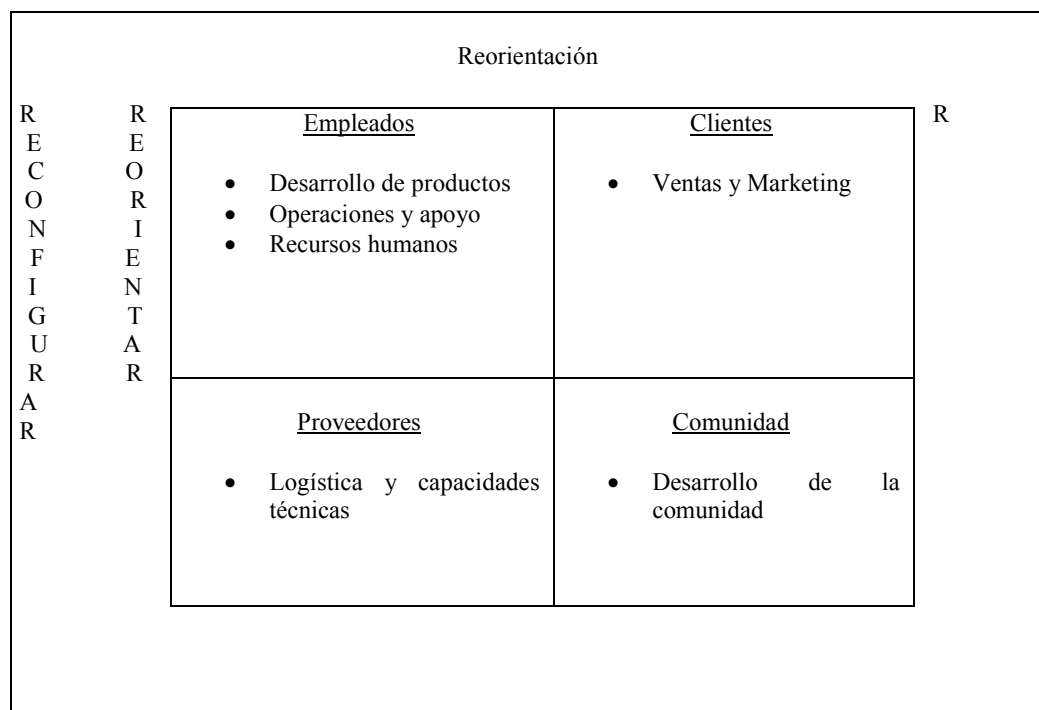 Reorientación
RECONFIGURAR
REORIENTAR
R
Empleados
• Desarrollo de productos
• Operaciones y apoyo
• Recursos humanos
Clientes
• Ventas y Marketing
Proveedores
• Logística y capacidades
técnicas
Comunidad
• Desarrollo de la
comunidad